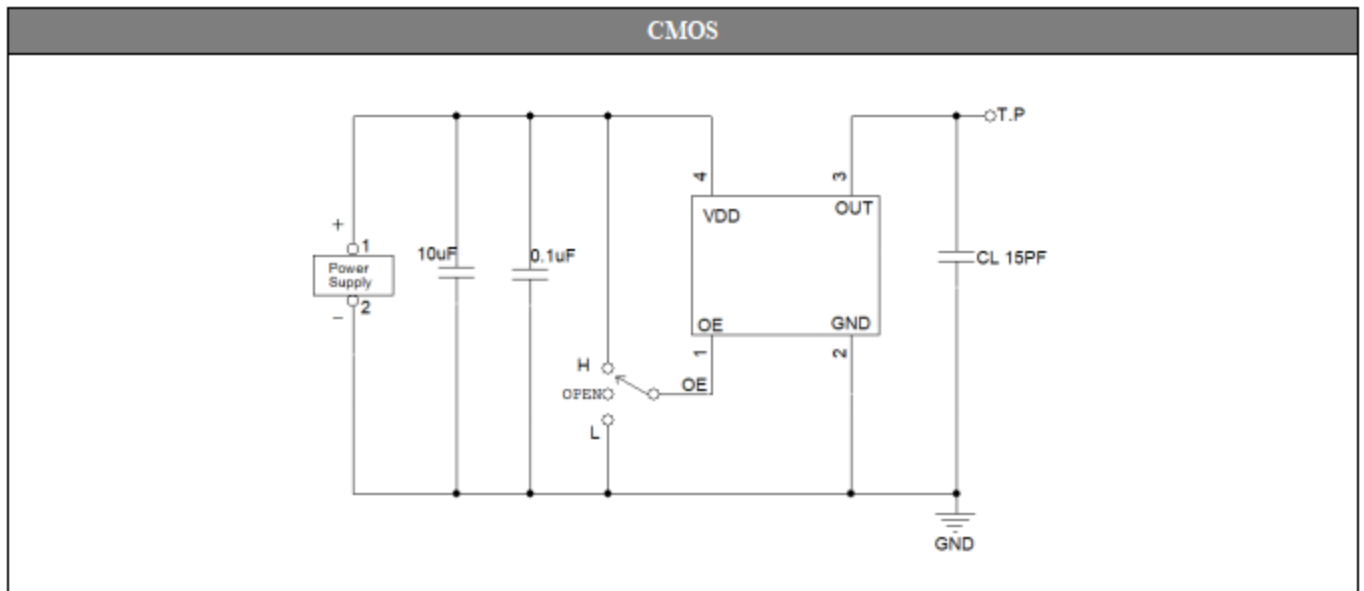 CMOS
T.P
4
3
VDD
OUT
+
1
Power
Supply
2
−
10uF
0.1uF
CL 15PF
OE
GND
1
2
H
OPEN
L
OE
GND